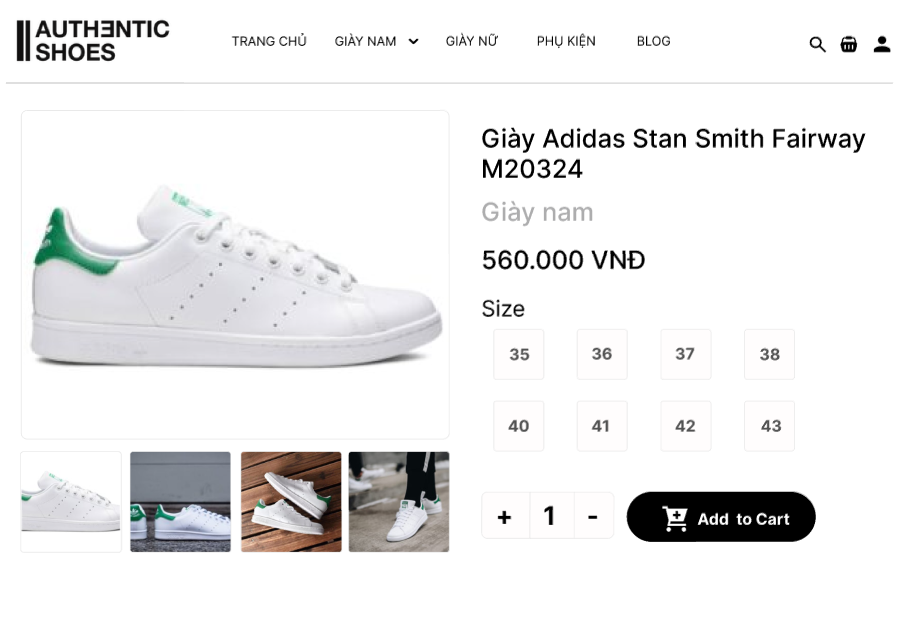 AUTHƎNTIC
SHOES
TRANG CHỦ GIÀY NAM GIÀY NỮ PHỤ KIỆN BLOG
Giày Adidas Stan Smith Fairway
M20324
Giày nam
560.000 VNĐ
Size
35 36 37 38
40 41 42 43
+ 1 - Add to Cart